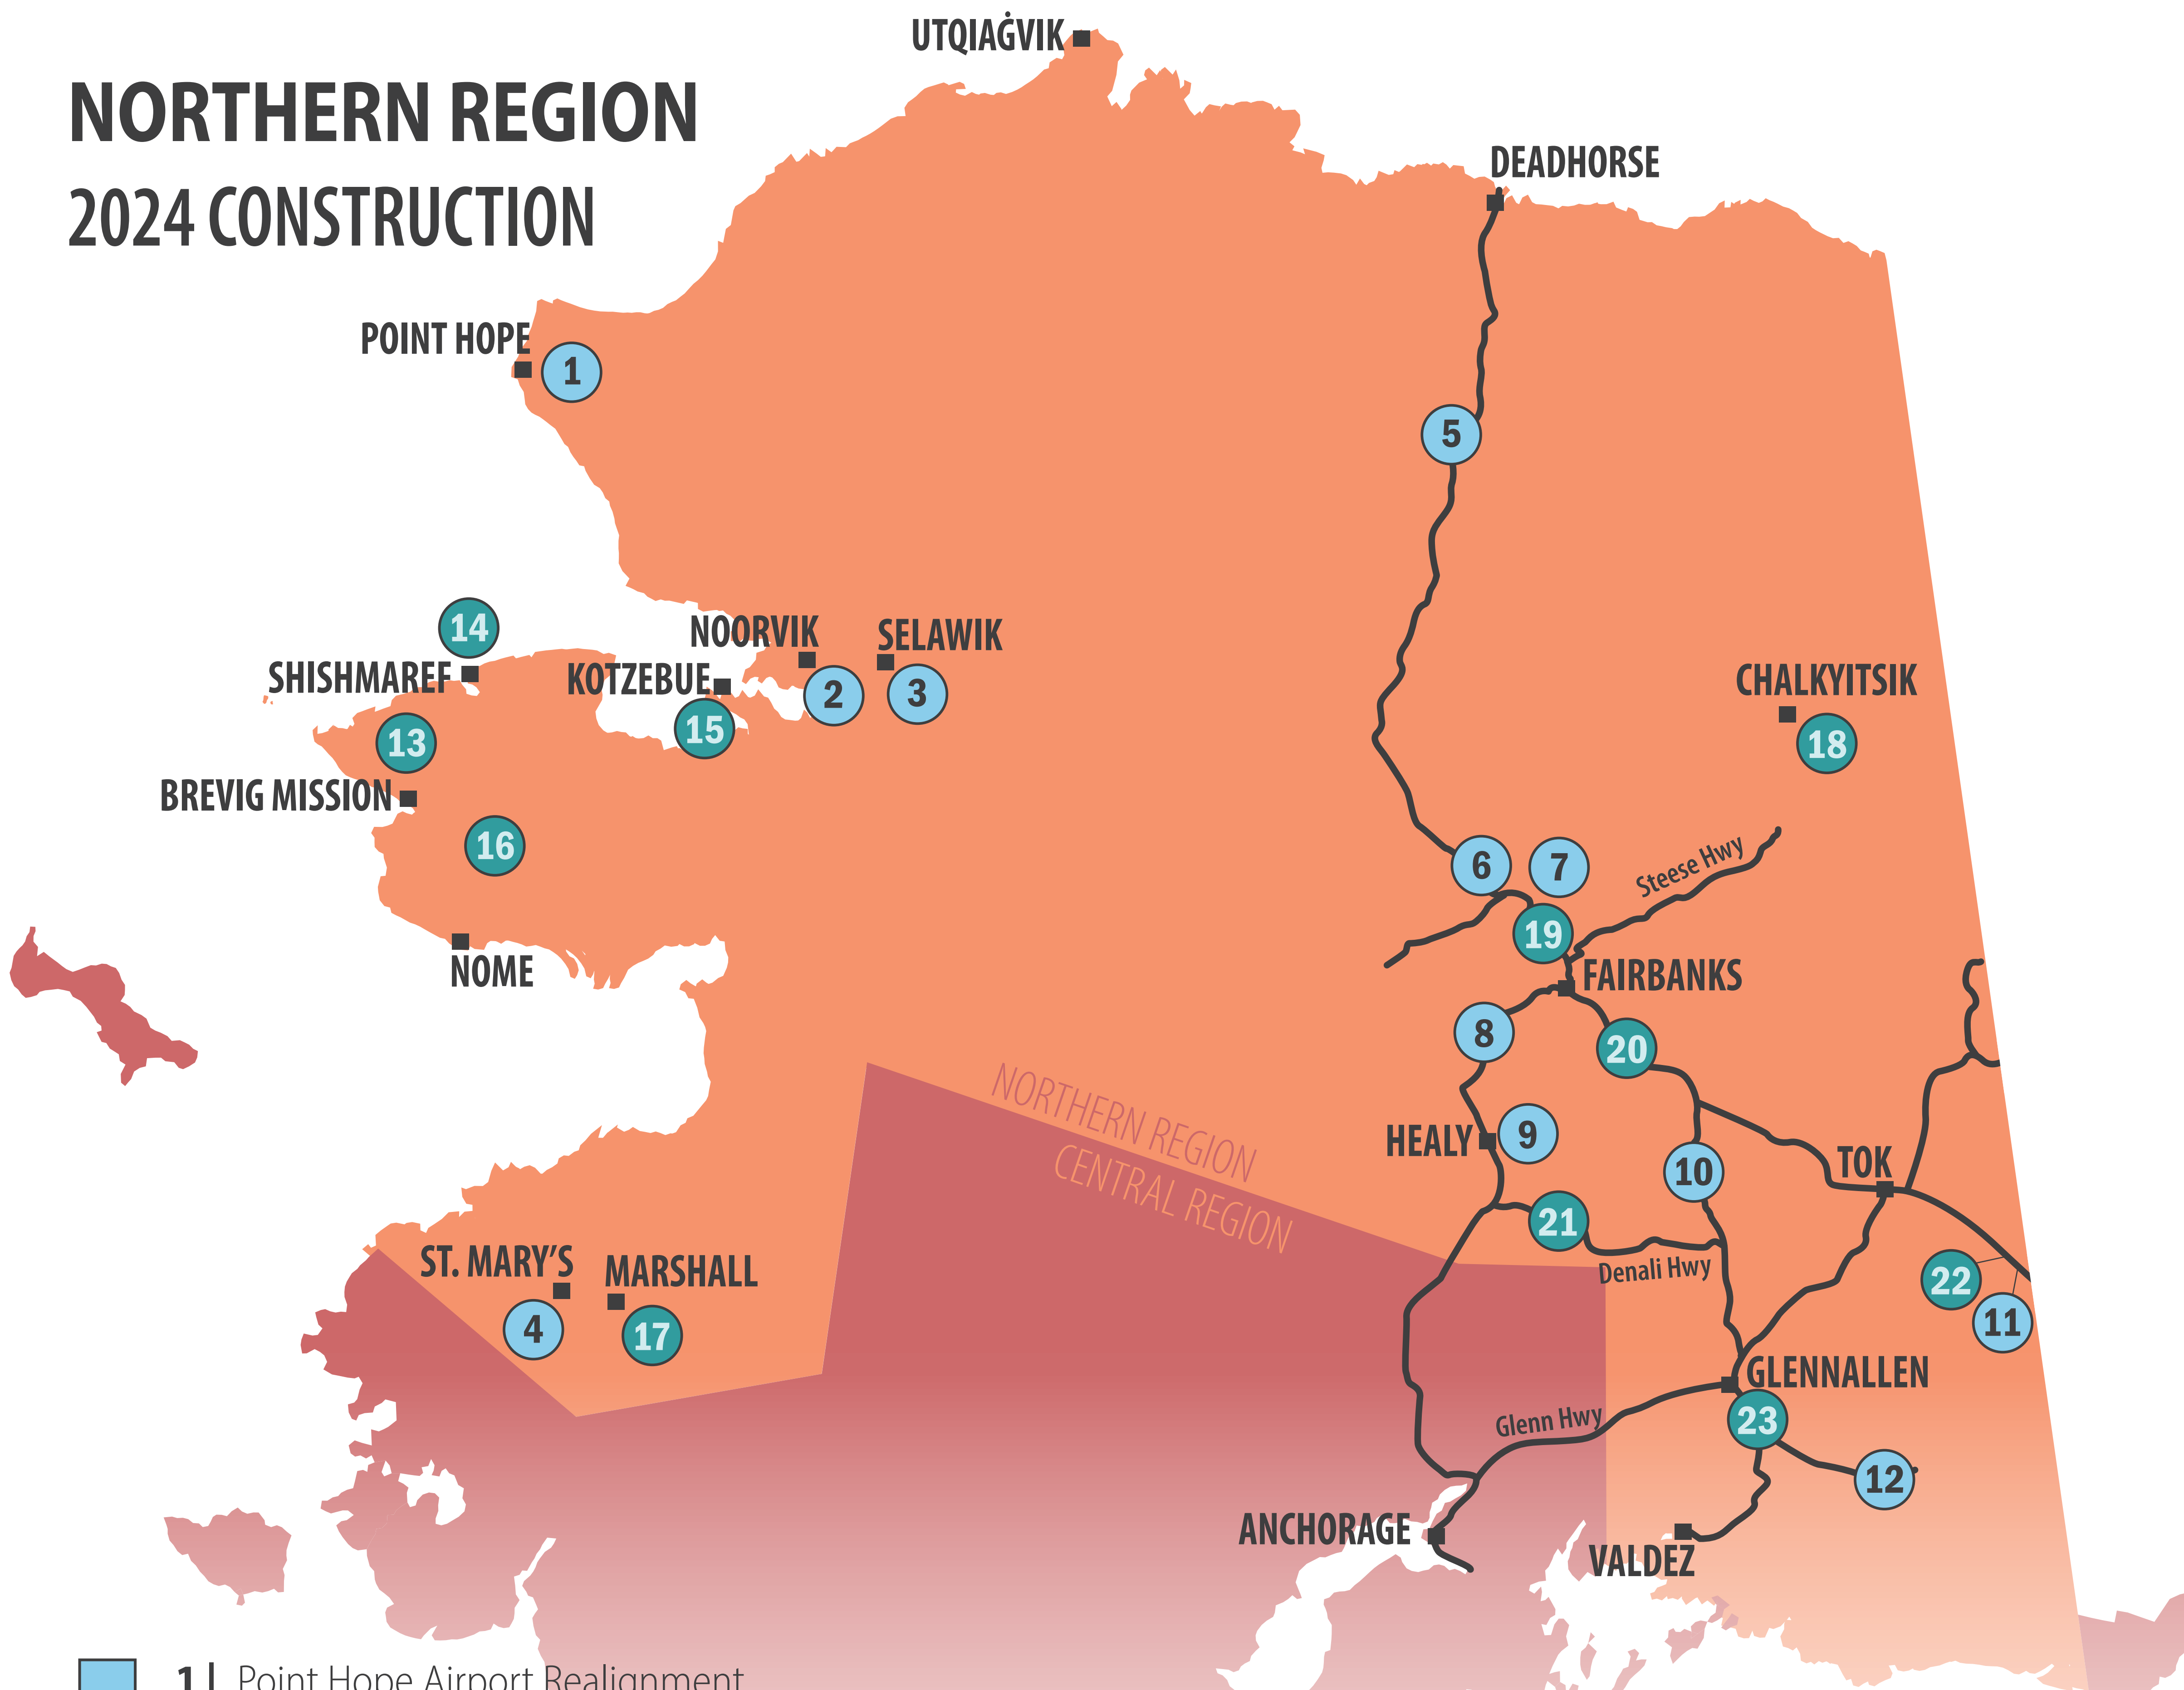 UTQIAĠVIK
NORTHERN REGION
2024 CONSTRUCTION
DEADHORSE
POINT HOPE
1
5
14
NOORVIK
SELAWIK
SHISHMAREF
KOTZEBUE
CHALKYITSIK
2
3
15
13
18
BREVIG MISSION
16
6
7
Steese Hwy
19
NOME
FAIRBANKS
8
20
NORTHERN REGION
CENTRAL REGION
HEALY
9
10
TOK
21
ST. MARY’S
MARSHALL
Denali Hwy
22
4
17
11
GLENNALLEN
Glenn Hwy
23
12
ANCHORAGE
VALDEZ
1 | Point Hope Airport Realignment